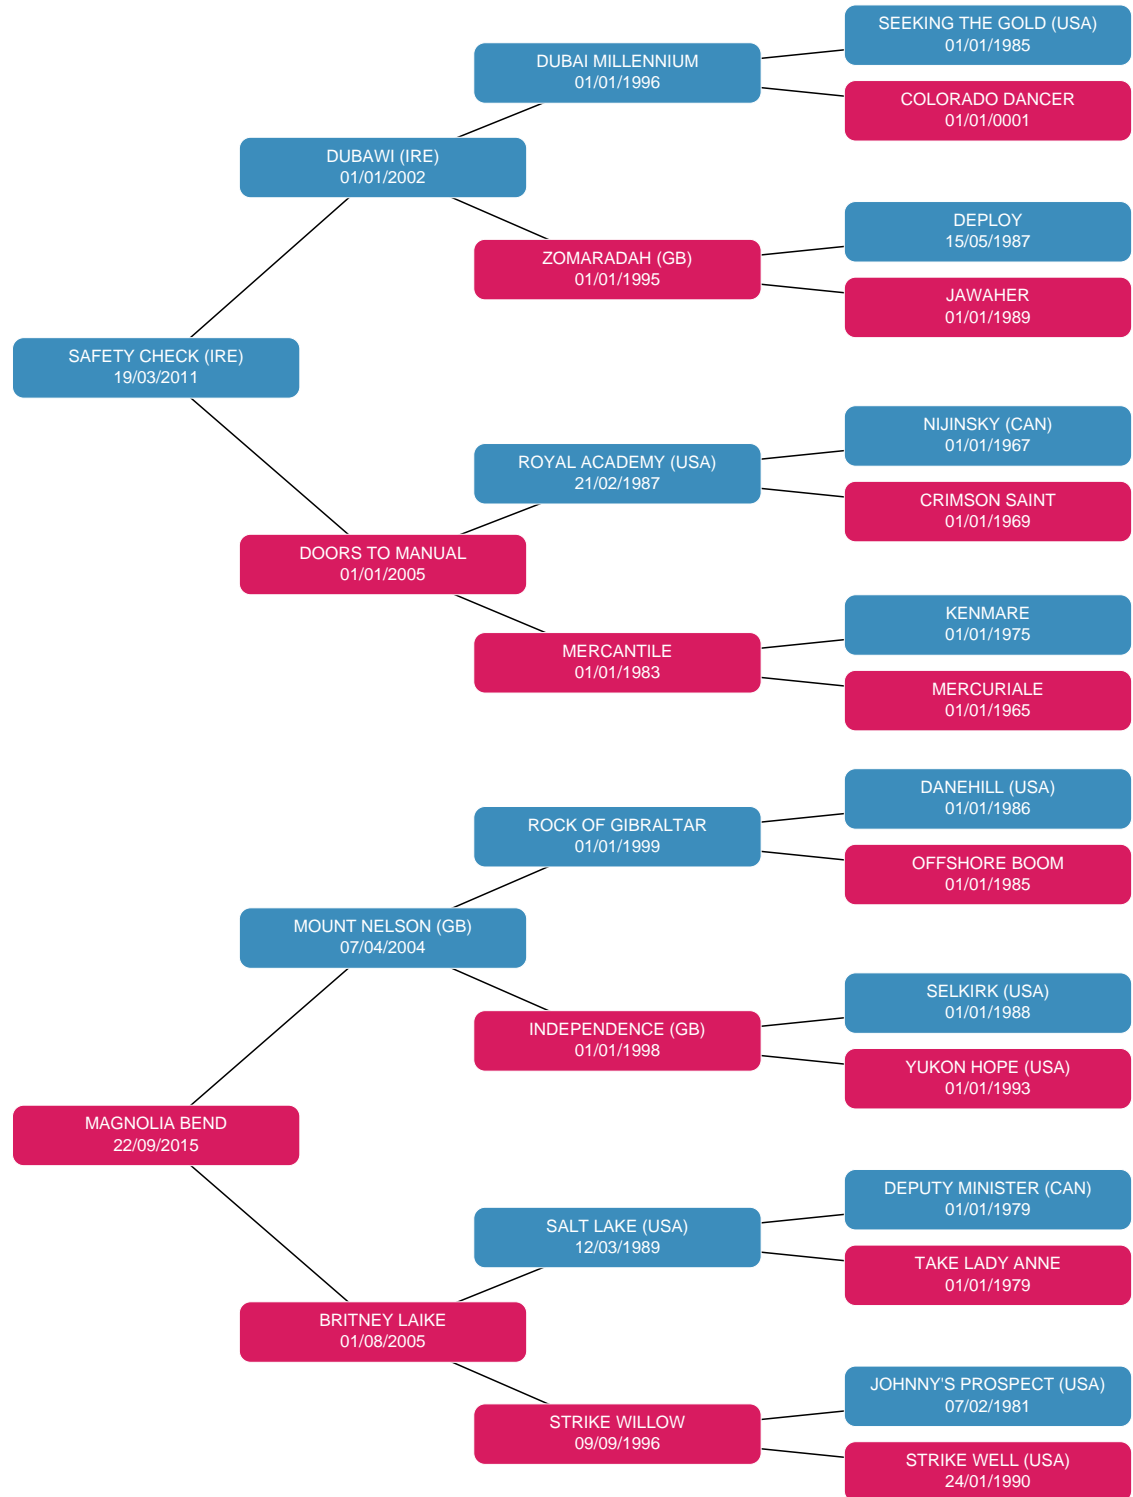 SEEKING THE GOLD (USA)
01/01/1985
DUBAI MILLENNIUM
01/01/1996
COLORADO DANCER
01/01/0001
DUBAWI (IRE)
01/01/2002
DEPLOY
15/05/1987
ZOMARADAH (GB)
01/01/1995
JAWAHER
01/01/1989
SAFETY CHECK (IRE)
19/03/2011
NIJINSKY (CAN)
01/01/1967
ROYAL ACADEMY (USA)
21/02/1987
CRIMSON SAINT
01/01/1969
DOORS TO MANUAL
01/01/2005
KENMARE
01/01/1975
MERCANTILE
01/01/1983
MERCURIALE
01/01/1965
DANEHILL (USA)
01/01/1986
ROCK OF GIBRALTAR
01/01/1999
OFFSHORE BOOM
01/01/1985
MOUNT NELSON (GB)
07/04/2004
SELKIRK (USA)
01/01/1988
INDEPENDENCE (GB)
01/01/1998
YUKON HOPE (USA)
01/01/1993
MAGNOLIA BEND
22/09/2015
DEPUTY MINISTER (CAN)
01/01/1979
SALT LAKE (USA)
12/03/1989
TAKE LADY ANNE
01/01/1979
BRITNEY LAIKE
01/08/2005
JOHNNY'S PROSPECT (USA)
07/02/1981
STRIKE WILLOW
09/09/1996
STRIKE WELL (USA)
24/01/1990